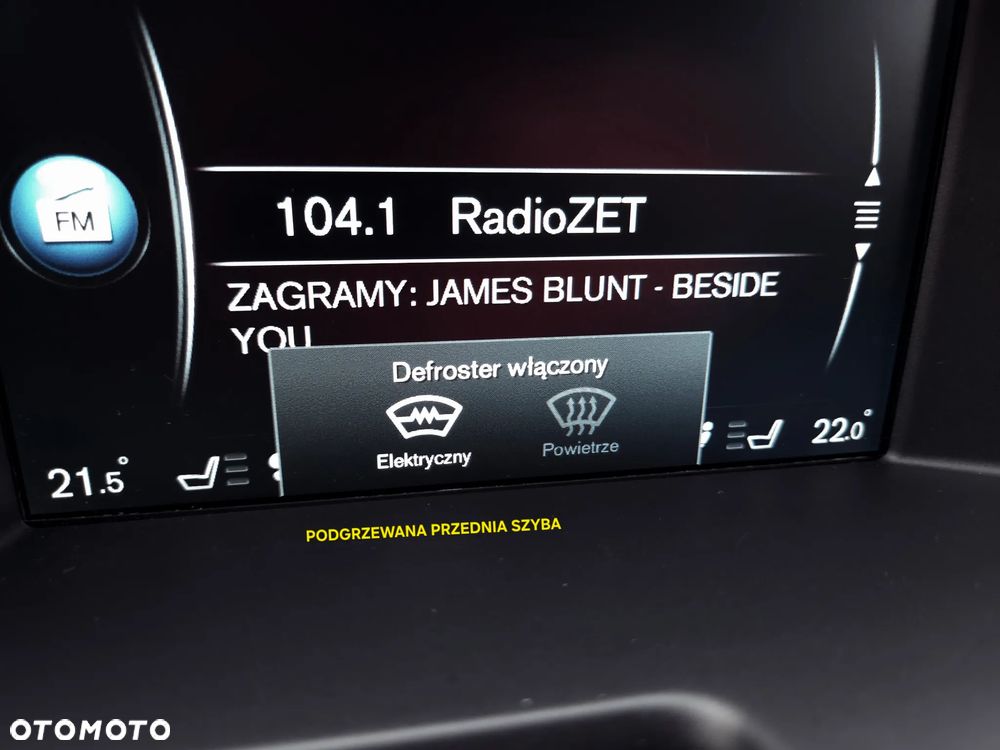 FM
104.1 RadioZET
ZAGRAMY: JAMES BLUNT - BESIDE
YOU
Defroster włączony
Elektryczny Powietrze
21.5° 22.0°
PODGRZEWANA PRZEDNIA SZYBA
OTOMOTO